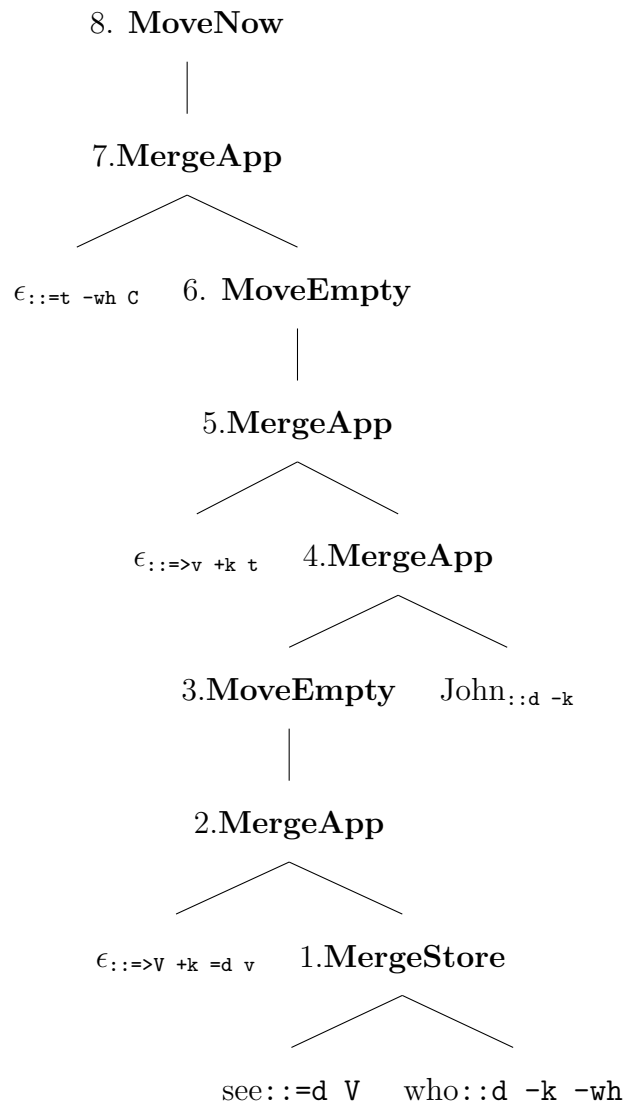 8. MoveNow
7.MergeApp
ϵ::=t -wh C 6. MoveEmpty
5.MergeApp
ϵ::=>v +k t 4.MergeApp
3.MoveEmpty John::d -k
2.MergeApp
ϵ::=>V +k =d v 1.MergeStore
see::=d V who::d -k -wh